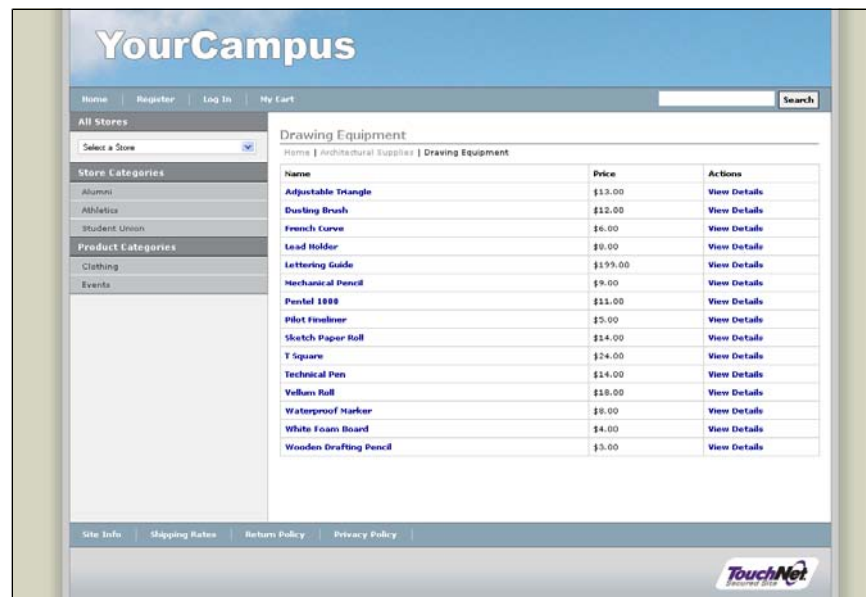 YourCampus
Home | Register | Log In | My Cart Search
All Stores
Select a Store
Store Categories
Alumni
Athletics
Student Union
Product Categories
Clothing
Events
Drawing Equipment
Home | Architectural Supplies | Drawing Equipment
Name Price Actions
Adjustable Triangle $13.00 View Details
Dusting Brush $12.00 View Details
French Curve $6.00 View Details
Lead Holder $8.00 View Details
Lettering Guide $199.00 View Details
Mechanical Pencil $9.00 View Details
Pentel 1000 $11.00 View Details
Pilot Fineliner $5.00 View Details
Sketch Paper Roll $14.00 View Details
T Square $24.00 View Details
Technical Pen $14.00 View Details
Vellum Roll $18.00 View Details
Waterproof Marker $8.00 View Details
White Foam Board $4.00 View Details
Wooden Drafting Pencil $3.00 View Details
Site Info | Shipping Rates | Return Policy | Privacy Policy |
TouchNet
Secured Site